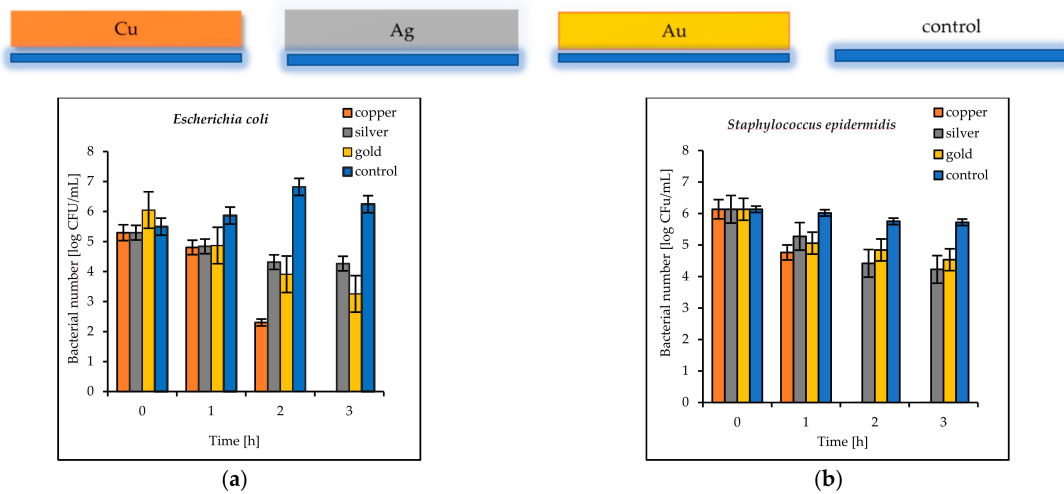 Cu
Ag
Au
control
Escherichia coli
copper
silver
gold
control
Bacterial number [log CFU/mL]
8
7
6
5
4
3
2
1
0
0 1 2 3
Time [h]
(a)
Staphylococcus epidermidis
copper
silver
gold
control
Bacterial number [log CFu/mL]
8
7
6
5
4
3
2
1
0
0 1 2 3
Time [h]
(b)